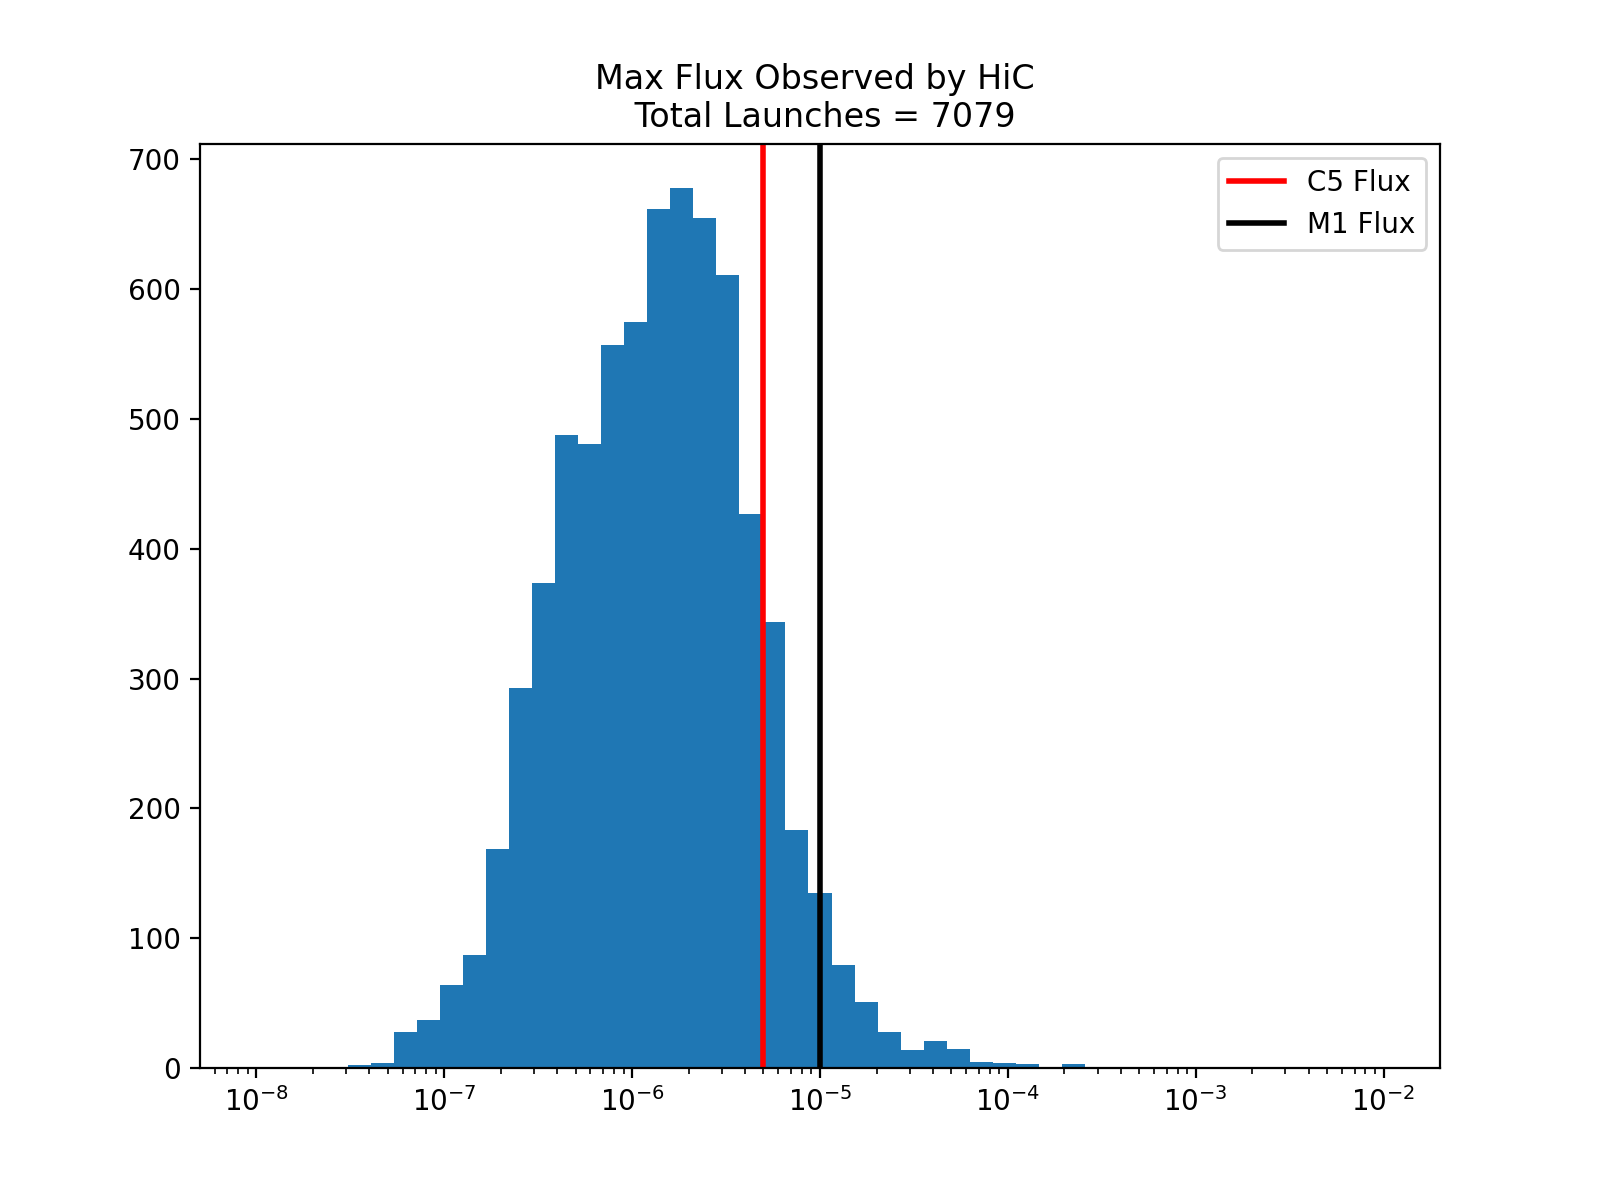 Max Flux Observed by HiC
Total Launches = 7079
C5 Flux
M1 Flux
700
600
500
400
300
200
100
0
10⁻⁸ 10⁻⁷ 10⁻⁶ 10⁻⁵ 10⁻⁴ 10⁻³ 10⁻²